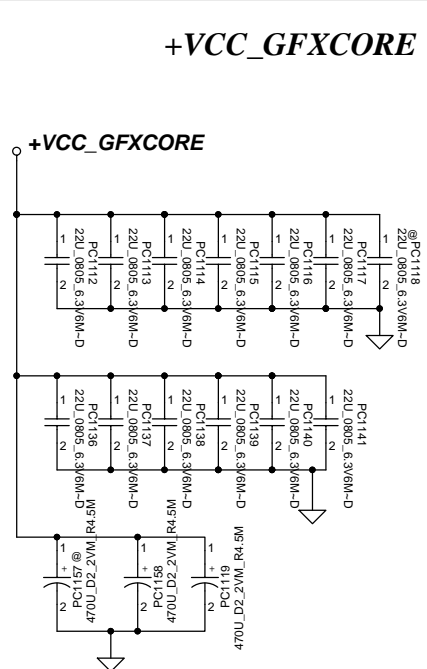 +VCC_GFXCORE
+VCC_GFXCORE
1
2
PC1112
22U_0805_6.3V6M~D
1
2
PC1113
22U_0805_6.3V6M~D
1
2
PC1114
22U_0805_6.3V6M~D
1
2
PC1115
22U_0805_6.3V6M~D
1
2
PC1116
22U_0805_6.3V6M~D
1
2
PC1117
22U_0805_6.3V6M~D
1
2
@PC1118
22U_0805_6.3V6M~D
1
2
PC1136
22U_0805_6.3V6M~D
1
2
PC1137
22U_0805_6.3V6M~D
1
2
PC1138
22U_0805_6.3V6M~D
1
2
PC1139
22U_0805_6.3V6M~D
1
2
PC1140
22U_0805_6.3V6M~D
1
2
PC1141
22U_0805_6.3V6M~D
1
+
2
PC1157 @
470U_D2_2VM_R4.5M
1
+
2
PC1158
470U_D2_2VM_R4.5M
1
+
2
PC1119
470U_D2_2VM_R4.5M